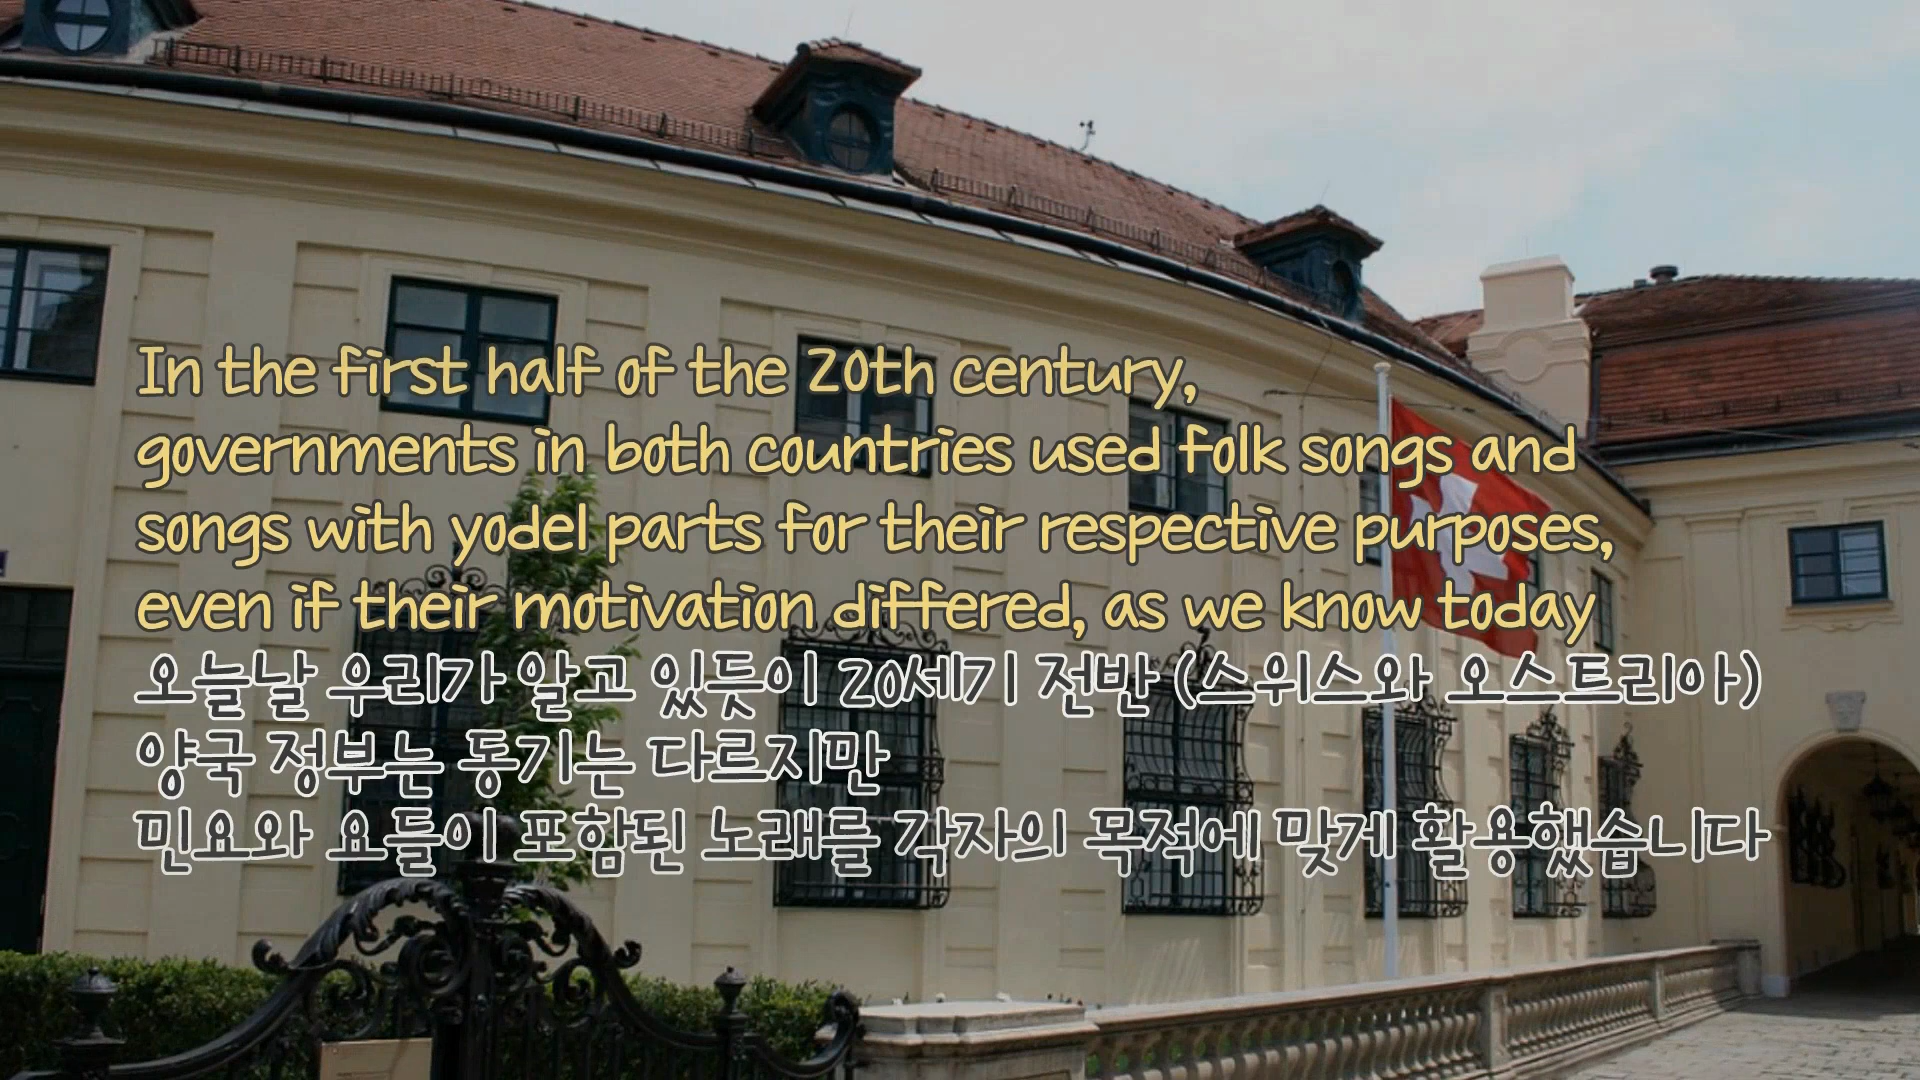 In the first half of the 20th century,
governments in both countries used folk songs and
songs with yodel parts for their respective purposes,
even if their motivation differed, as we know today
오늘날 우리가 알고 있듯이 20세기 전반 (스위스와 오스트리아)
양국 정부는 동기는 다르지만
민요와 요들이 포함된 노래를 각자의 목적에 맞게 활용했습니다